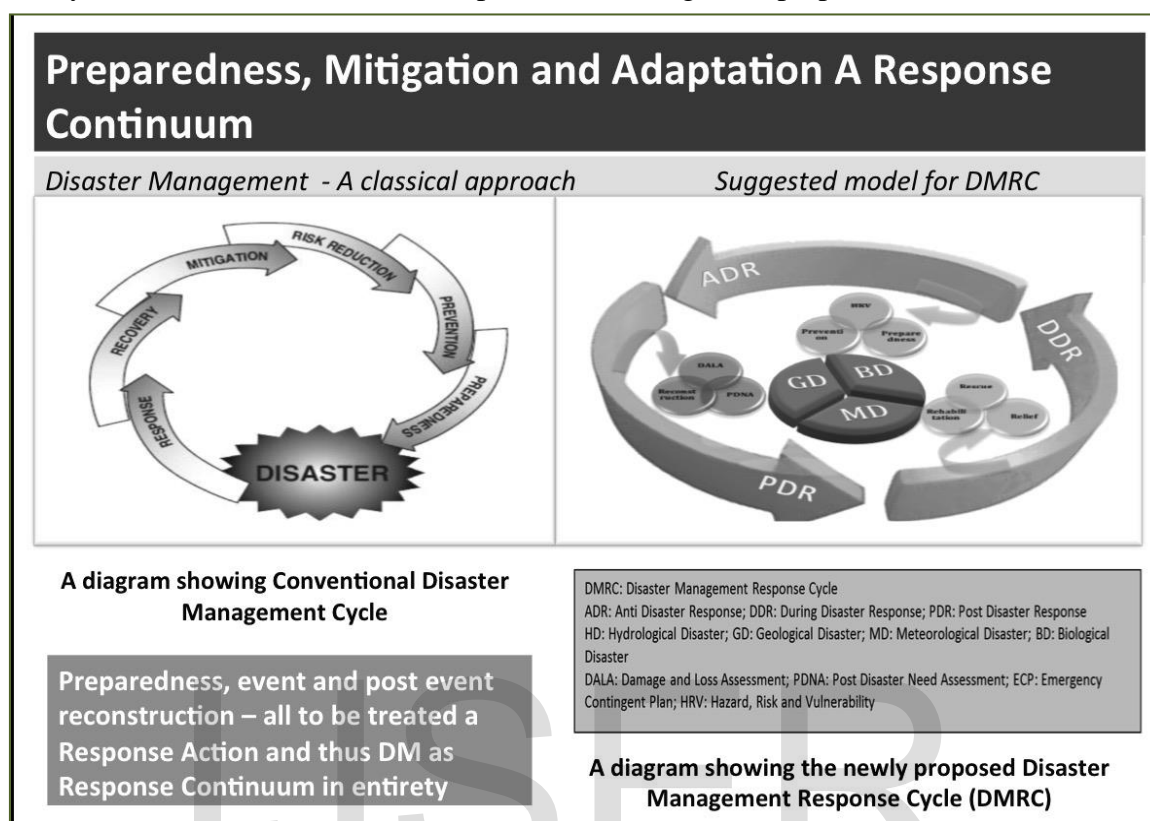 Preparedness, Mitigation and Adaptation A Response
Continuum
Disaster Management - A classical approach
Suggested model for DMRC
RISK REDUCTION
MITIGATION
PREVENTION
RECOVERY
PREPAREDNESS
RESPONSE
DISASTER
ADR
HRV
Preventi
on
Prepare
dness
DDR
DALA
Reconst
ruction
PDNA
GD
BD
MD
Rescue
Rehabili
tation
Relief
PDR
A diagram showing Conventional Disaster
Management Cycle
Preparedness, event and post event
reconstruction – all to be treated a
Response Action and thus DM as
Response Continuum in entirety
DMRC: Disaster Management Response Cycle
ADR: Anti Disaster Response; DDR: During Disaster Response; PDR: Post Disaster Response
HD: Hydrological Disaster; GD: Geological Disaster; MD: Meteorological Disaster; BD: Biological
Disaster
DALA: Damage and Loss Assessment; PDNA: Post Disaster Need Assessment; ECP: Emergency
Contingent Plan; HRV: Hazard, Risk and Vulnerability
A diagram showing the newly proposed Disaster
Management Response Cycle (DMRC)